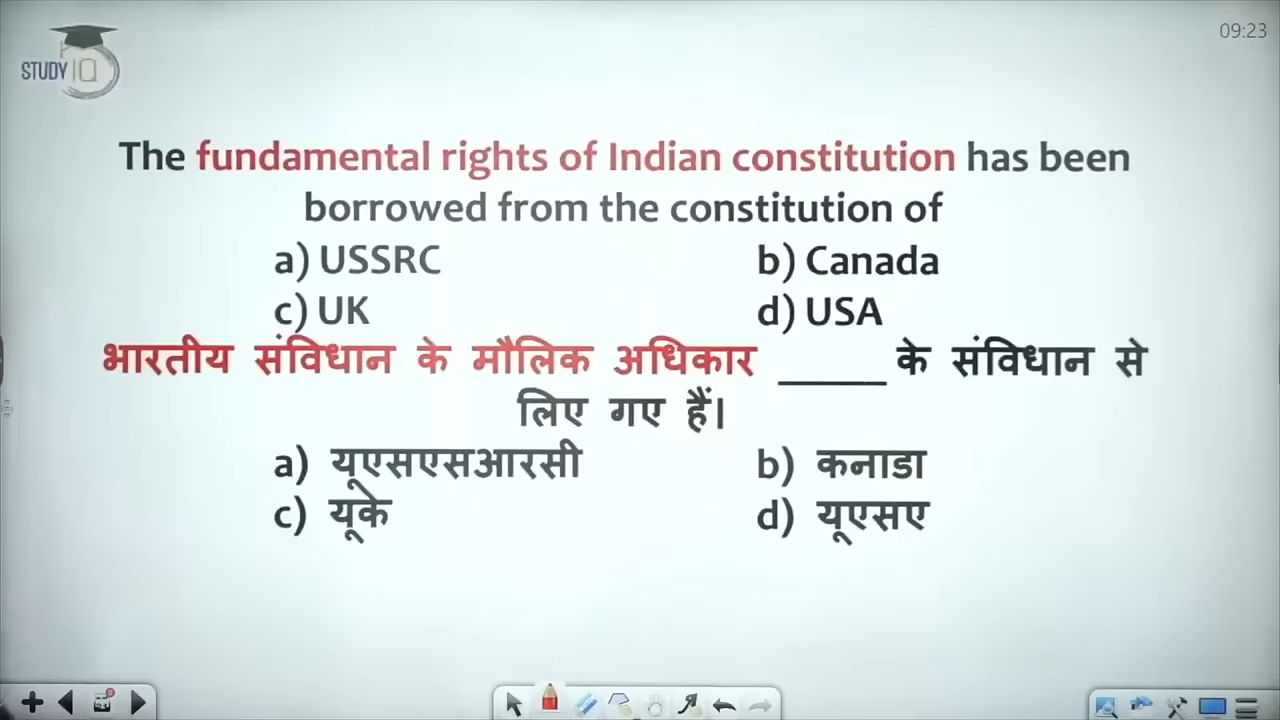 STUDY IQ
09:23
The fundamental rights of Indian constitution has been
borrowed from the constitution of
a) USSRC b) Canada
c) UK d) USA
भारतीय संविधान के मौलिक अधिकार _____ के संविधान से
लिए गए हैं।
a) यूएसएसआरसी b) कनाडा
c) यूके d) यूएसए